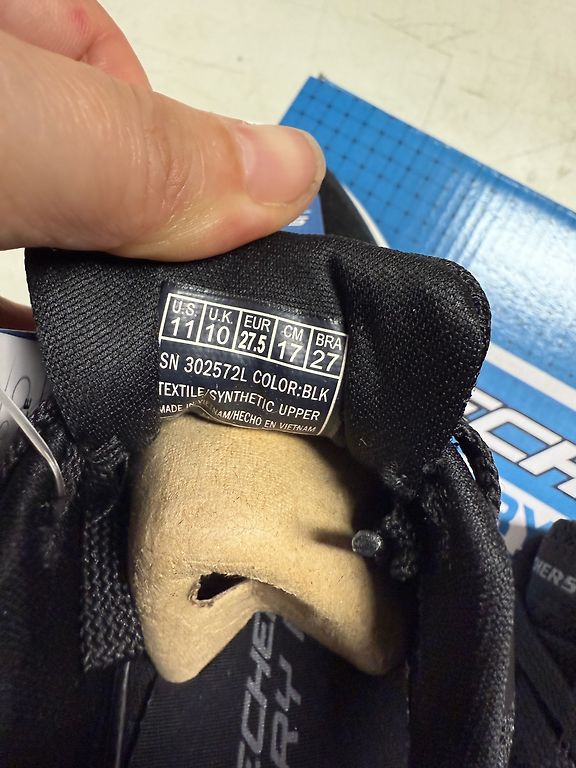 U.S. U.K EUR CM BRA
11 10 27.5 17 27
SN 302572L COLOR:BLK
TEXTILE/SYNTHETIC UPPER
MADE IN VIETNAM/HECHO EN VIETNAM